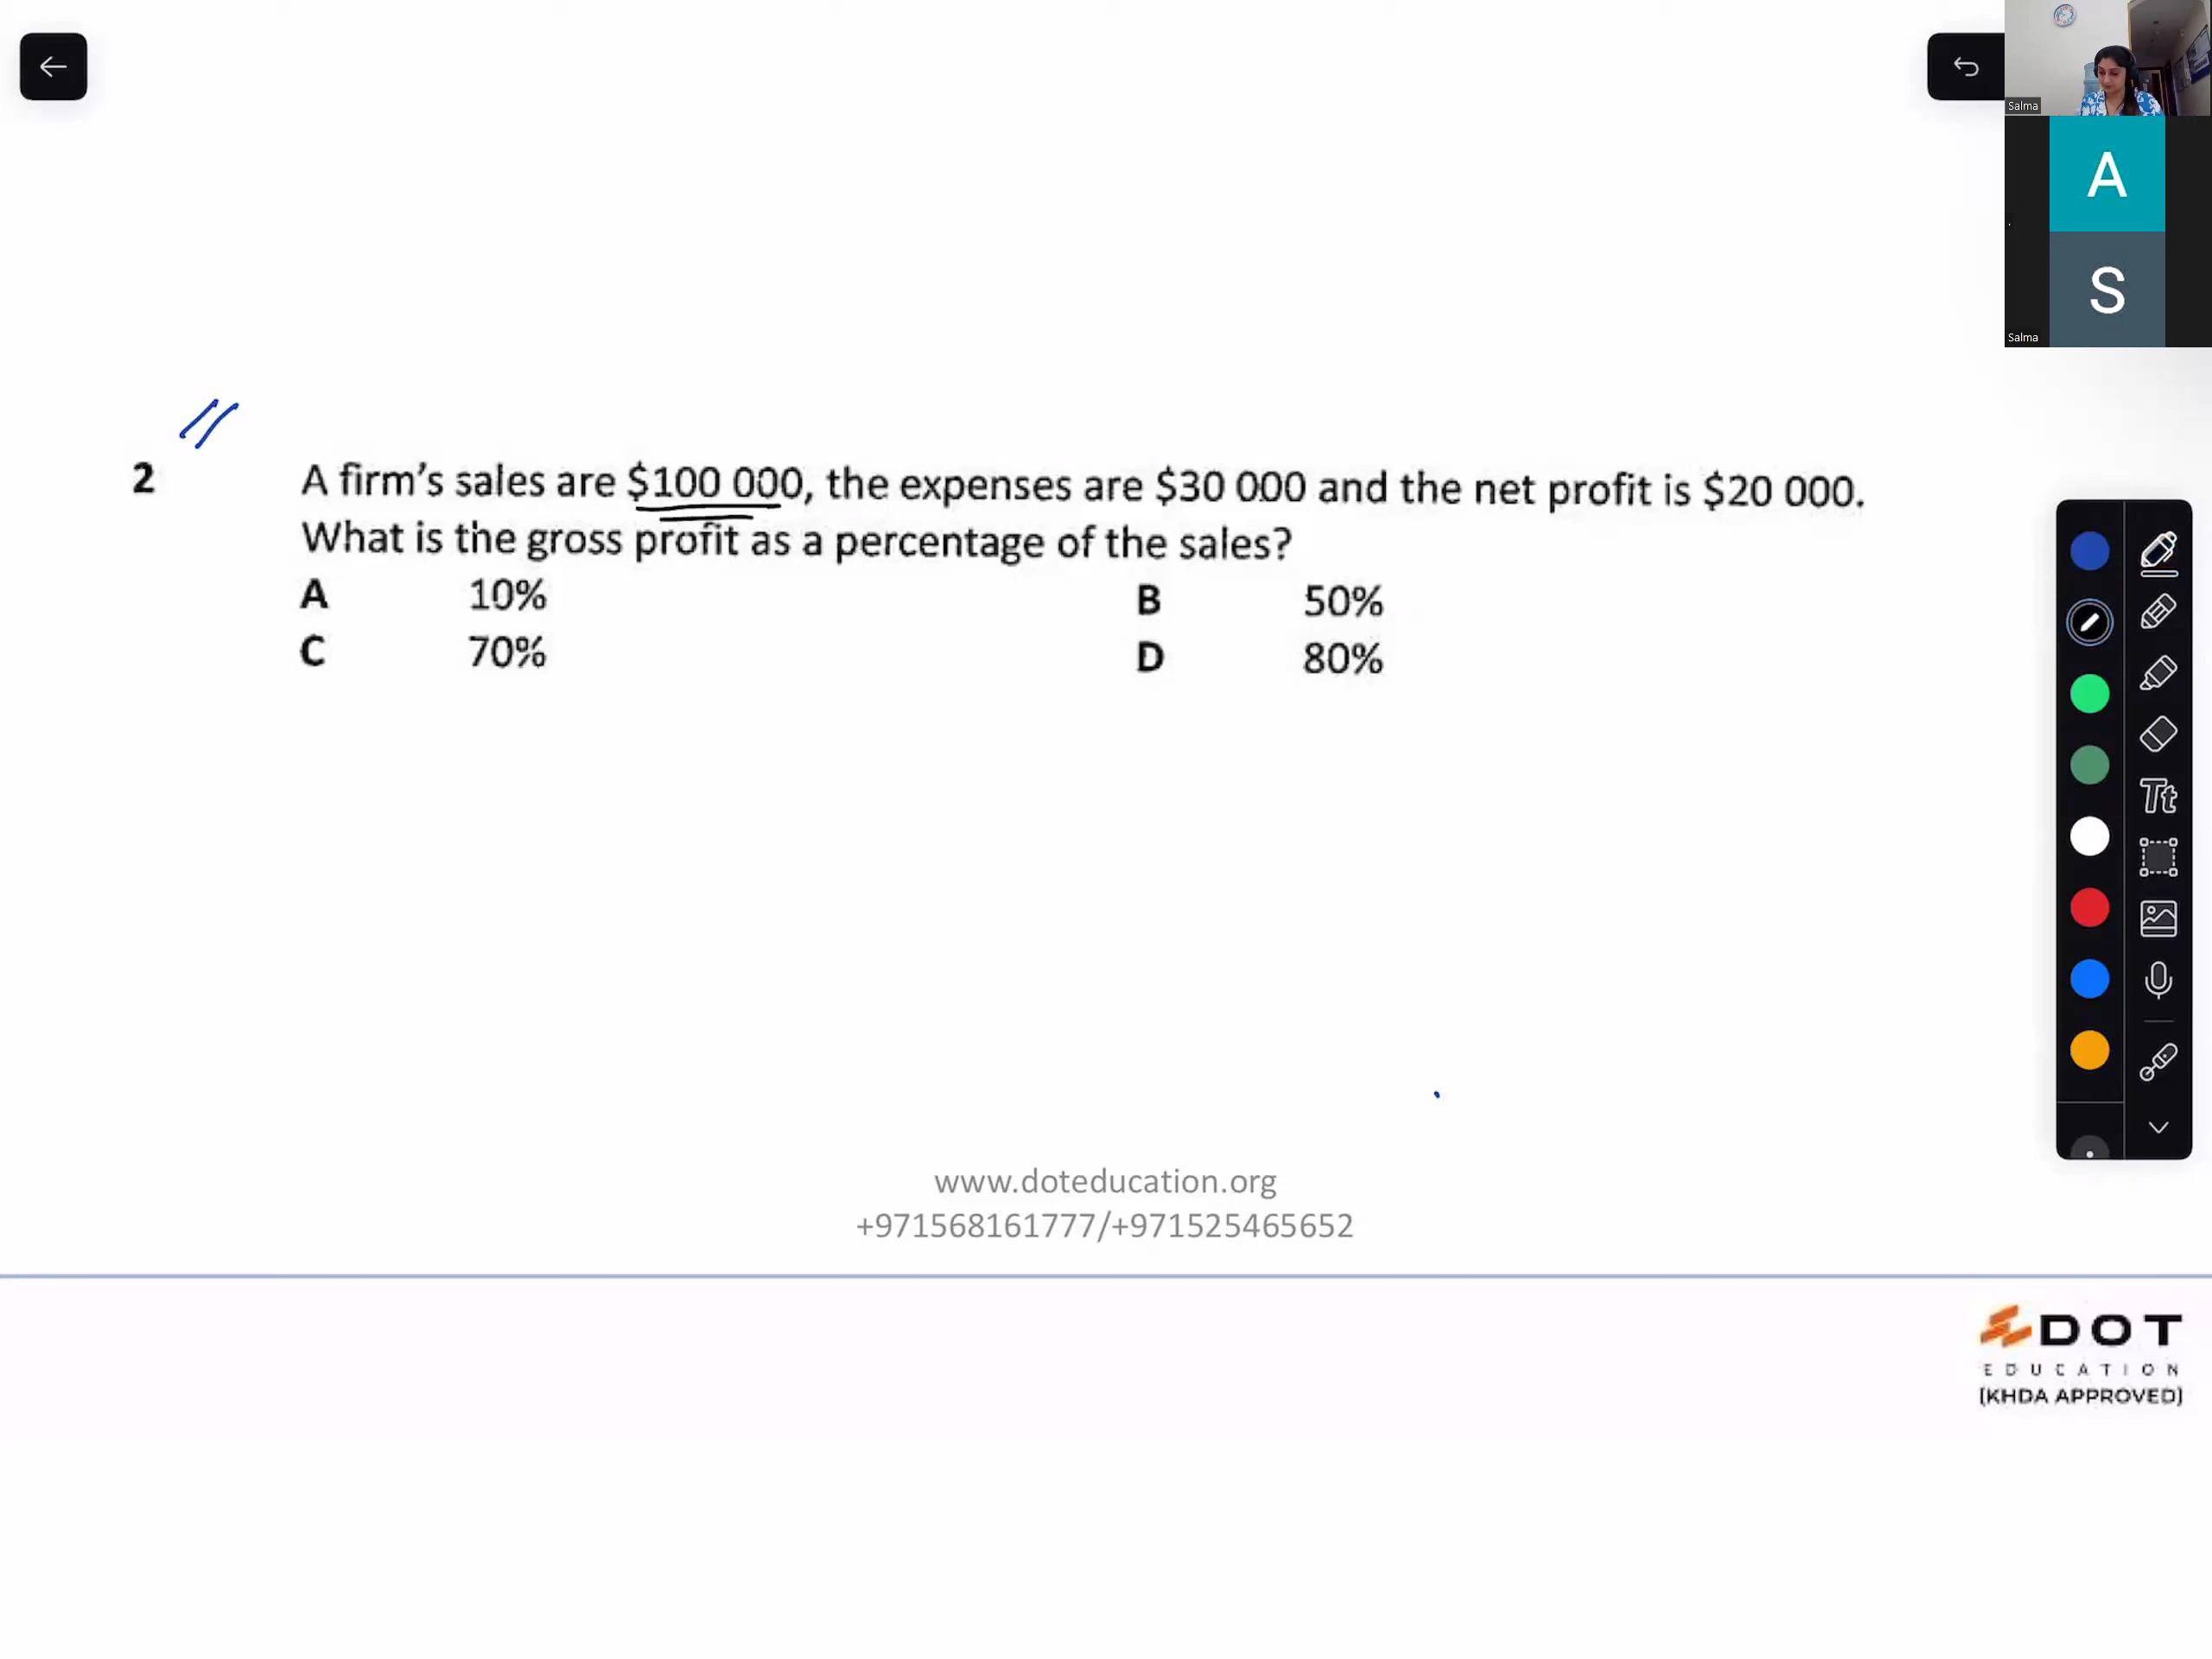 Salma
A
S
Salma
2 A firm's sales are $100 000, the expenses are $30 000 and the net profit is $20 000.
What is the gross profit as a percentage of the sales?
A 10% B 50%
C 70% D 80%
Tt
www.doteducation.org
+971568161777/+971525465652
DOT
EDUCATION
(KHDA APPROVED)